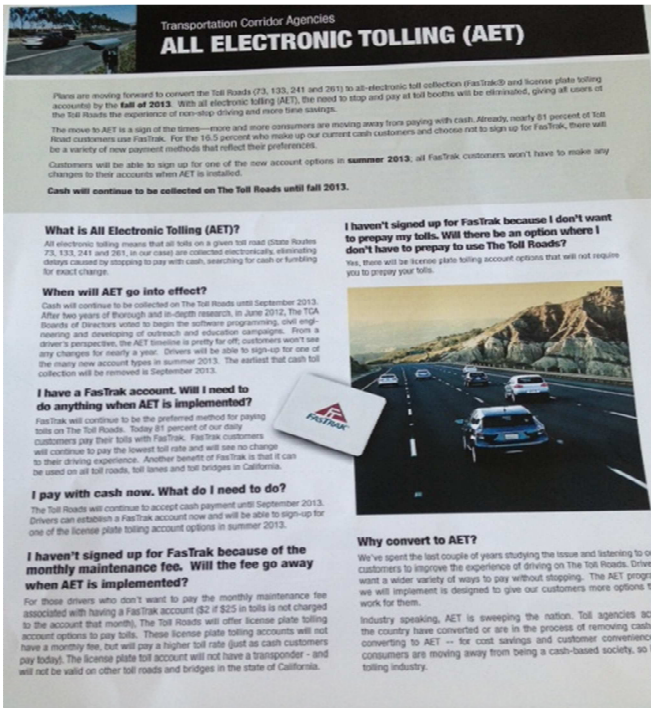 Transportation Corridor Agencies
ALL ELECTRONIC TOLLING (AET)
Plans are moving forward to convert the Toll Roads (73, 133, 241 and 261) to all-electronic toll collection (FasTrak® and license plate tolling
accounts) by the fall of 2013. With all electronic tolling (AET), the need to stop and pay at toll booths will be eliminated, giving all users of
the Toll Roads the experience of non-stop driving and more time savings.
The move to AET is a sign of the times—more and more consumers are moving away from paying with cash. Already, nearly 81 percent of Toll
Road customers use FasTrak. For the 16.5 percent who make up our current cash customers and choose not to sign up for FasTrak, there will
be a variety of new payment methods that reflect their preferences.
Customers will be able to sign up for one of the new account options in summer 2013, all FasTrak customers won't have to make any
changes to their accounts when AET is installed.
Cash will continue to be collected on The Toll Roads until fall 2013.
What is All Electronic Tolling (AET)?
All electronic tolling means that all tolls on a given toll road (State Routes
73, 133, 241 and 261, in our case) are collected electronically, eliminating
delays caused by stopping to pay with cash, searching for cash or fumbling
for exact change.
When will AET go into effect?
Cash will continue to be collected on The Toll Roads until September 2013.
After two years of thorough and in-depth research, in June 2012, The TCA
Boards of Directors voted to begin the software programming, civil engi-
neering and developing of outreach and education campaigns. From a
driver's perspective, the AET timeline is pretty far off; customers won't see
any changes for nearly a year. Drivers will be able to sign-up for one of
the many new account types in summer 2013. The earliest that cash toll
collection will be removed is September 2013.
I have a FasTrak account. Will I need to
do anything when AET is implemented?
FasTrak will continue to be the preferred method for paying
tolls on The Toll Roads. Today 81 percent of our daily
customers pay their tolls with FasTrak. FasTrak customers
will continue to pay the lowest toll rate and will see no change
to their driving experience. Another benefit of FasTrak is that it can
be used on all toll roads, toll lanes and toll bridges in California.
I pay with cash now. What do I need to do?
The Toll Roads will continue to accept cash payment until September 2013.
Drivers can establish a FasTrak account now and will be able to sign-up for
one of the license plate tolling account options in summer 2013.
I haven't signed up for FasTrak because of the
monthly maintenance fee. Will the fee go away
when AET is implemented?
For those drivers who don't want to pay the monthly maintenance fee
associated with having a FasTrak account ($2 if $25 in tolls is not charged
to the account that month), The Toll Roads will offer license plate tolling
account options to pay tolls. These license plate tolling accounts will not
have a monthly fee, but will pay a higher toll rate (just as cash customers
pay today). The license plate toll account will not have a transponder - and
will not be valid on other toll roads and bridges in the state of California.
I haven't signed up for FasTrak because I don't want
to prepay my tolls. Will there be an option where I
don't have to prepay to use The Toll Roads?
Yes, there will be license plate tolling account options that will not require
you to prepay your tolls.
FASTRAK
Why convert to AET?
We've spent the last couple of years studying the issue and listening to
customers to improve the experience of driving on The Toll Roads.
want a wider variety of ways to pay without stopping. The AET
we will implement is designed to give our customers more options
work for them.
Industry speaking, AET is sweeping the nation. Toll agencies
the country have converted or are in the process of removing cash
converting to AET -- for cost savings and customer
consumers are moving away from being a cash-based society, so
tolling industry.